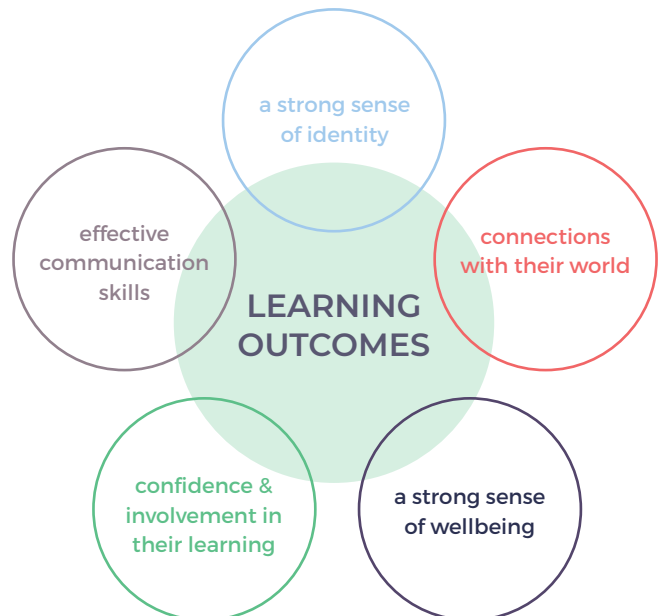 a strong sense
of identity
effective
communication
skills
connections
with their world
LEARNING
OUTCOMES
confidence &
involvement in
their learning
a strong sense
of wellbeing